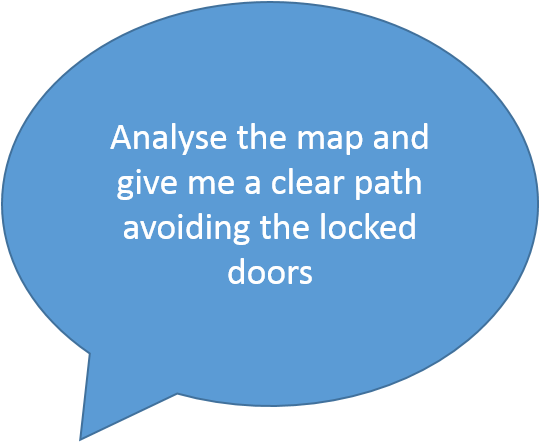 Analyse the map and
give me a clear path
avoiding the locked
doors